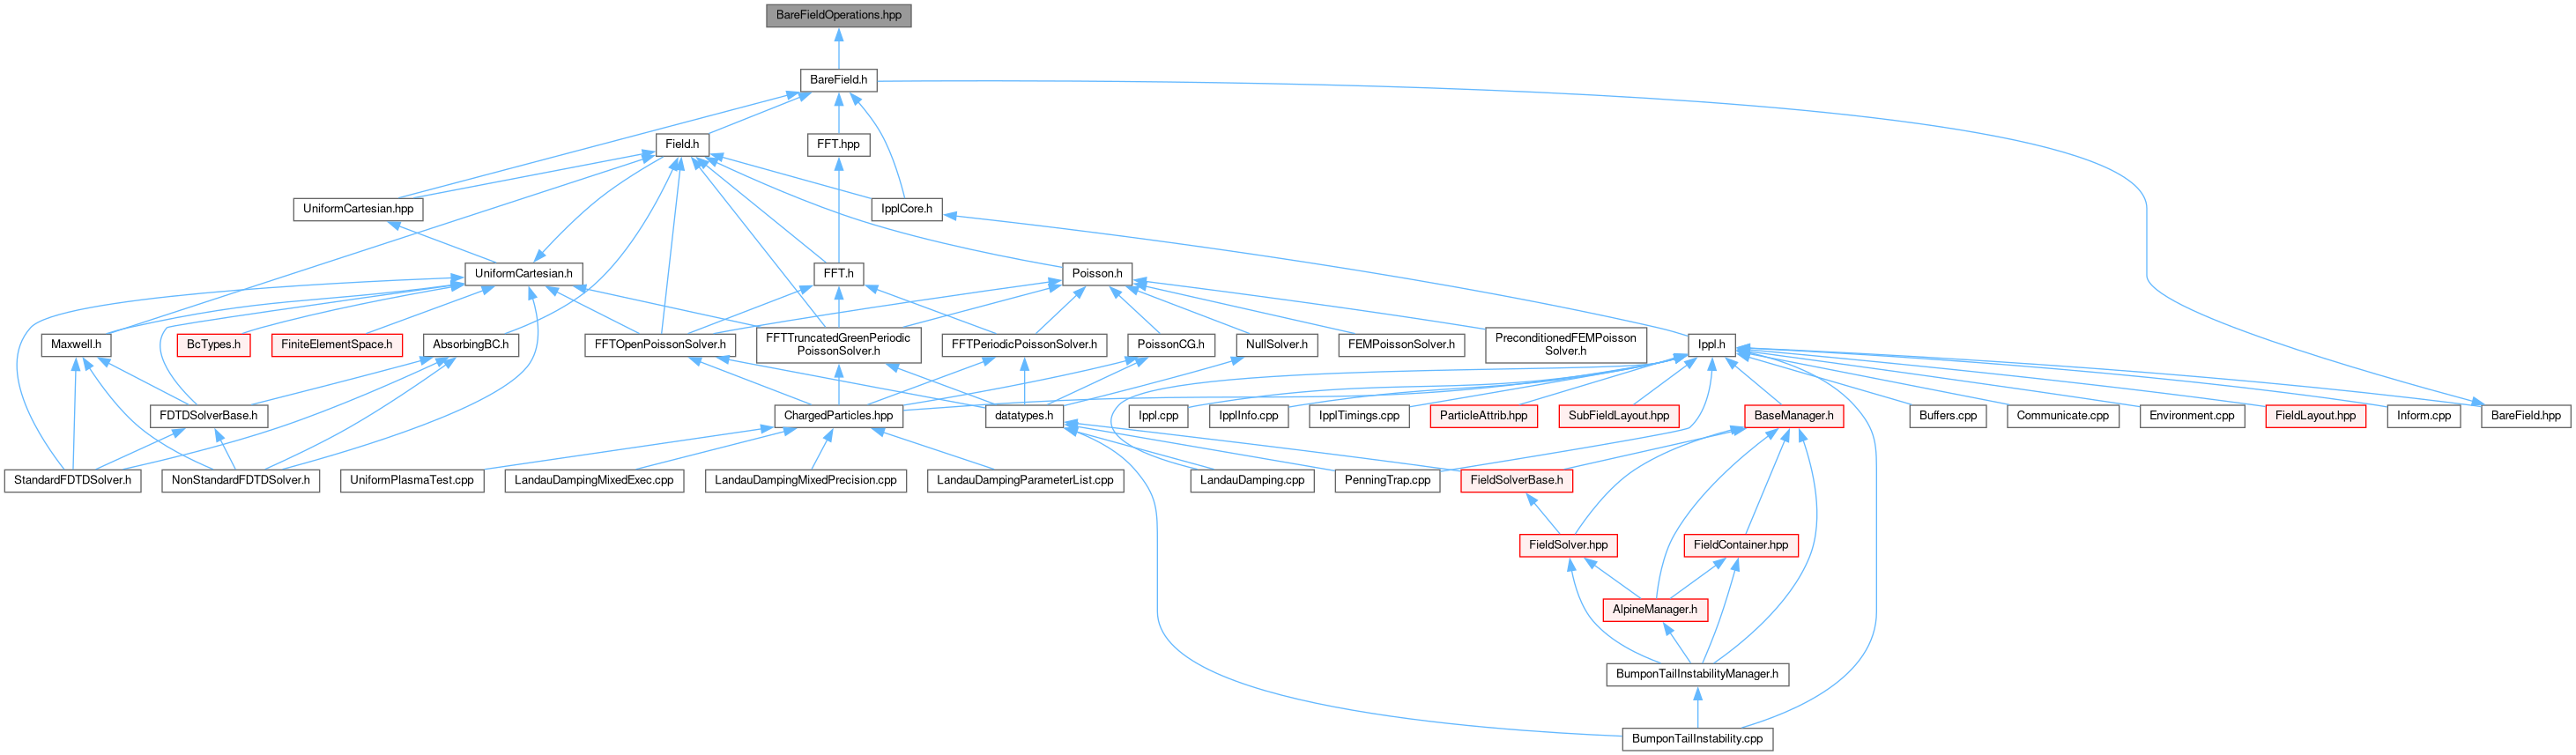 BareFieldOperations.hpp
BareField.h
Field.h
FFT.hpp
UniformCartesian.hpp
IpplCore.h
UniformCartesian.h
FFT.h
Poisson.h
Maxwell.h
BcTypes.h
FiniteElementSpace.h
AbsorbingBC.h
FFTOpenPoissonSolver.h
FFTTruncatedGreenPeriodic
PoissonSolver.h
FFTPeriodicPoissonSolver.h
PoissonCG.h
NullSolver.h
FEMPoissonSolver.h
PreconditionedFEMPoisson
Solver.h
Ippl.h
FDTDSolverBase.h
ChargedParticles.hpp
datatypes.h
Ippl.cpp
IpplInfo.cpp
IpplTimings.cpp
ParticleAttrib.hpp
SubFieldLayout.hpp
BaseManager.h
Buffers.cpp
Communicate.cpp
Environment.cpp
FieldLayout.hpp
Inform.cpp
BareField.hpp
StandardFDTDSolver.h
NonStandardFDTDSolver.h
UniformPlasmaTest.cpp
LandauDampingMixedExec.cpp
LandauDampingMixedPrecision.cpp
LandauDampingParameterList.cpp
LandauDamping.cpp
PenningTrap.cpp
FieldSolverBase.h
FieldSolver.hpp
FieldContainer.hpp
AlpineManager.h
BumponTailInstabilityManager.h
BumponTailInstability.cpp